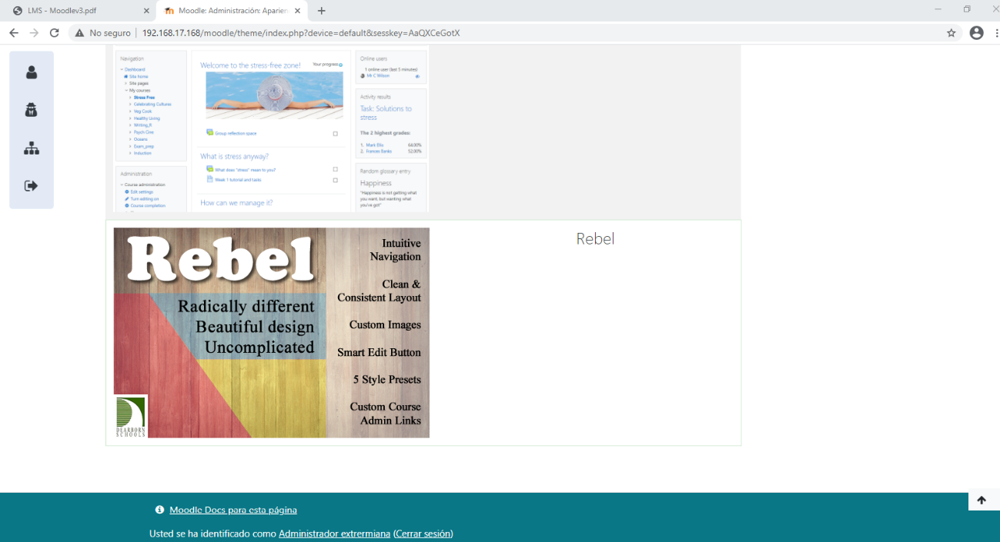 LMS - Moodlev3.pdf
Moodle: Administración: Aparien
No seguro
192.168.17.168/moodle/theme/index.php?device=default&sesskey=AaQXCeGotX
Navigation
Dashboard
Site home
Site pages
My courses
Stress Free
Celebrating Cultures
Veg Cook
Healthy Living
Writing_R
Psych Cine
Oceans
Exam_prep
Induction
Administration
Course administration
Edit settings
Turn editing on
Course completion
Welcome to the stress-free zone!
Your progress
Group reflection space
What is stress anyway?
What does "stress" mean to you?
Week 1 tutorial and tasks
How can we manage it?
Online users
1 online user (last 5 minutes)
Mr C Wilson
Activity results
Task: Solutions to
stress
The 2 highest grades:
1. Mark Ellis 64.00%
2. Frances Banks 52.00%
Random glossary entry
Happiness
"Happiness is not getting what
you want, but wanting what
you've got"
Rebel
Radically different
Beautiful design
Uncomplicated
DEARBORN
SCHOOLS
Intuitive
Navigation
Clean &
Consistent Layout
Custom Images
Smart Edit Button
5 Style Presets
Custom Course
Admin Links
Rebel
Moodle Docs para esta página
Usted se ha identificado como Administrador extrermiana (Cerrar sesión)